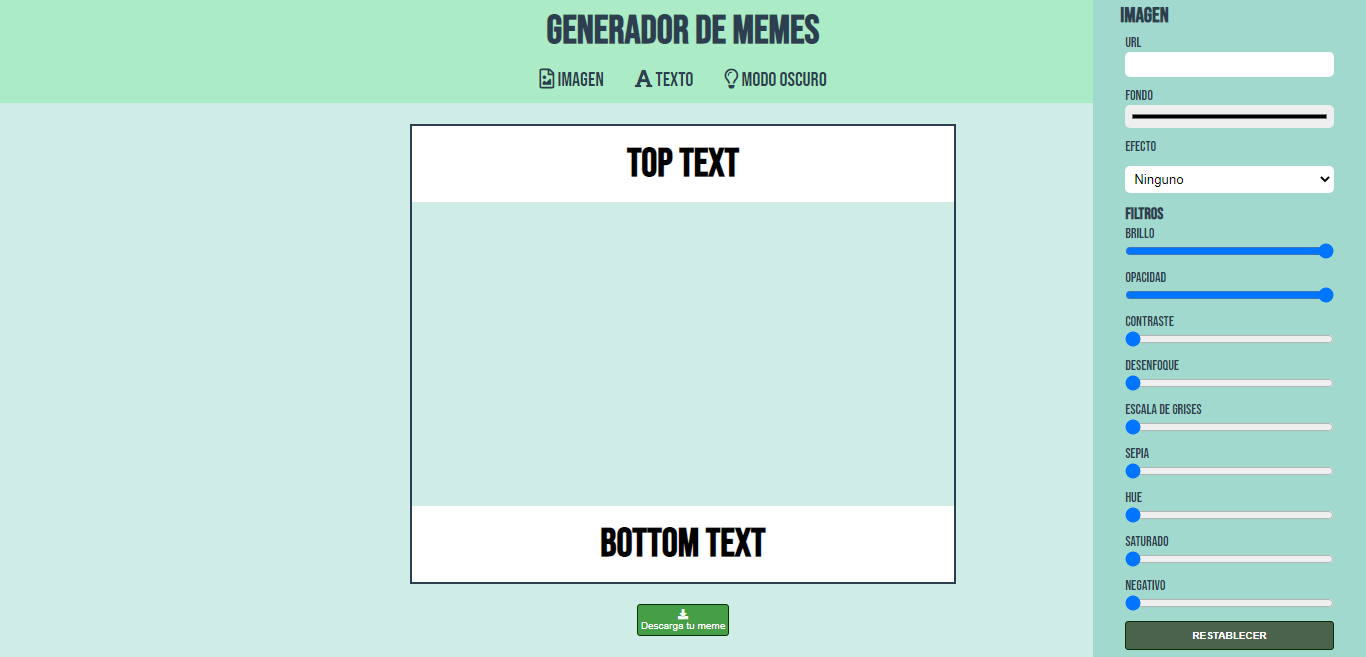 GENERADOR DE MEMES
IMAGEN
TEXTO
MODO OSCURO
TOP TEXT
BOTTOM TEXT
Descarga tu meme
IMAGEN
URL
FONDO
EFECTO
Ninguno
FILTROS
BRILLO
OPACIDAD
CONTRASTE
DESENFOQUE
ESCALA DE GRISES
SEPIA
HUE
SATURADO
NEGATIVO
RESTABLECER